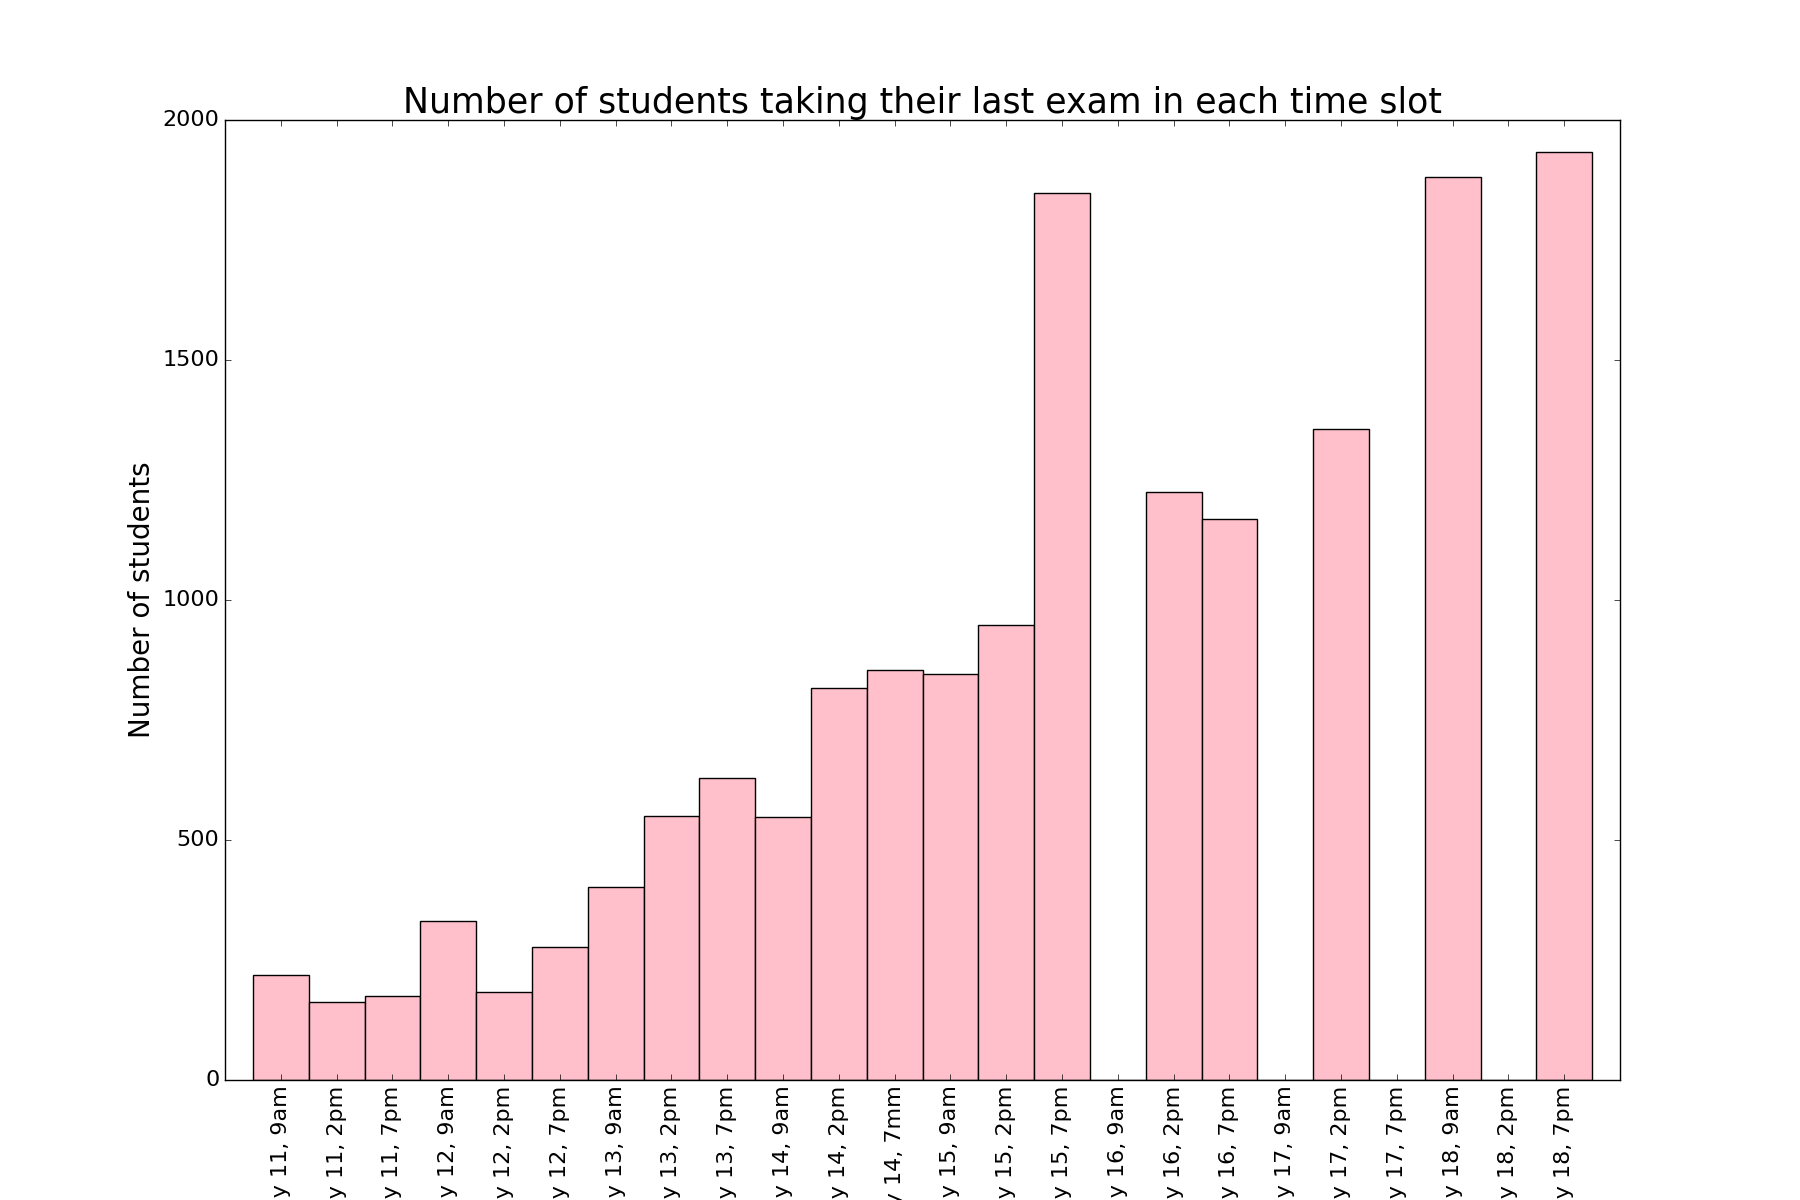 Number of students taking their last exam in each time slot
Number of students
2000
1500
1000
500
0
y 11, 9am
y 11, 2pm
y 11, 7pm
y 12, 9am
y 12, 2pm
y 12, 7pm
y 13, 9am
y 13, 2pm
y 13, 7pm
y 14, 9am
y 14, 2pm
y 14, 7mm
y 15, 9am
y 15, 2pm
y 15, 7pm
y 16, 9am
y 16, 2pm
y 16, 7pm
y 17, 9am
y 17, 2pm
y 17, 7pm
y 18, 9am
y 18, 2pm
y 18, 7pm